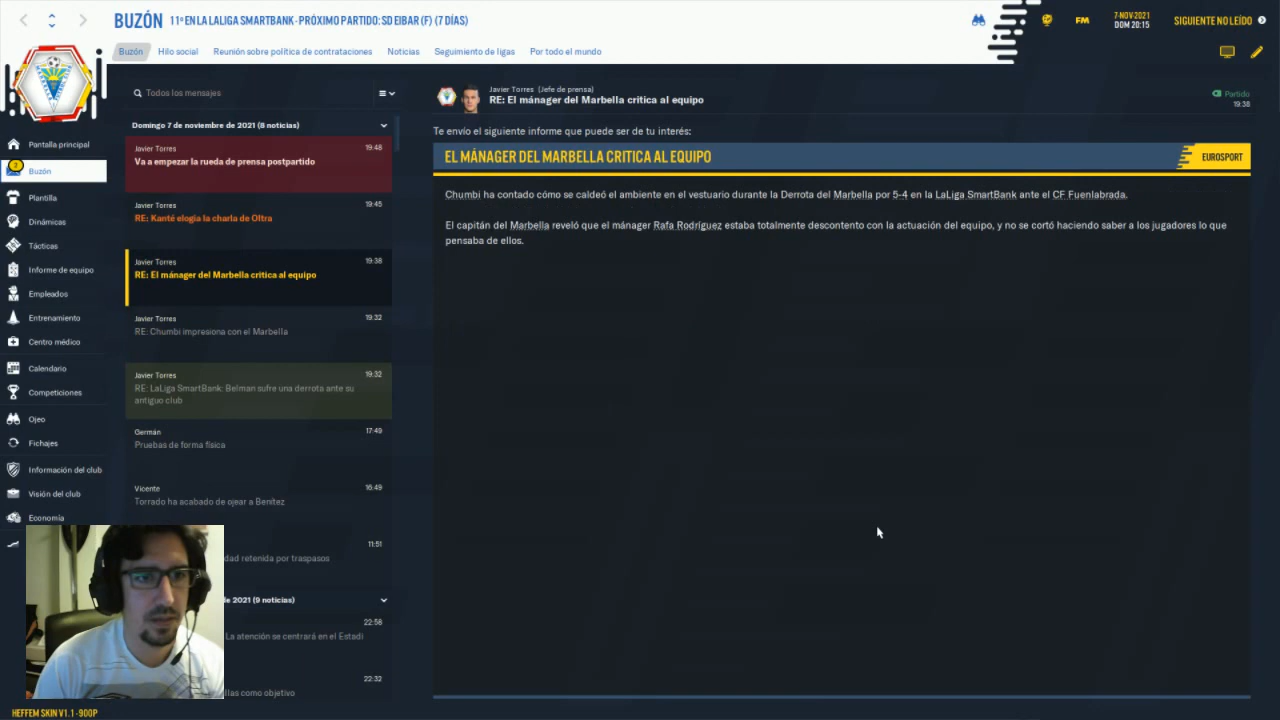 BUZÓN
11º EN LA LALIGA SMARTBANK - PRÓXIMO PARTIDO: SD EIBAR (F) (7 DÍAS)
FM
7-NOV-2021
DOM 20:15
SIGUIENTE NO LEÍDO
Buzón
Hilo social
Reunión sobre política de contrataciones
Noticias
Seguimiento de ligas
Por todo el mundo
Pantalla principal
Buzón
Plantilla
Dinámicas
Tácticas
Informe de equipo
Empleados
Entrenamiento
Centro médico
Calendario
Competiciones
Ojeo
Fichajes
Información del club
Visión del club
Economía
Todos los mensajes
Domingo 7 de noviembre de 2021 (8 noticias)
Javier Torres 19:48
Va a empezar la rueda de prensa postpartido
Javier Torres 19:45
RE: Kanté elogia la charla de Oltra
Javier Torres 19:38
RE: El mánager del Marbella critica al equipo
Javier Torres 19:32
RE: Chumbi impresiona con el Marbella
Javier Torres 19:32
RE: LaLiga SmartBank: Belman sufre una derrota ante su
antiguo club
Germán 17:49
Pruebas de forma física
Vicente 16:49
Torrado ha acabado de ojear a Benítez
11:51
dad retenida por traspasos
e de 2021 (9 noticias)
22:58
La atención se centrará en el Estadi
22:32
llas como objetivo
Javier Torres (Jefe de prensa)
RE: El mánager del Marbella critica al equipo
Partido
19:38
Te envío el siguiente informe que puede ser de tu interés:
EL MÁNAGER DEL MARBELLA CRITICA AL EQUIPO
EUROSPORT
Chumbi ha contado cómo se caldeó el ambiente en el vestuario durante la Derrota del Marbella por 5-4 en la LaLiga SmartBank ante el CF Fuenlabrada.
El capitán del Marbella reveló que el mánager Rafa Rodríguez estaba totalmente descontento con la actuación del equipo, y no se cortó haciendo saber a los jugadores lo que
pensaba de ellos.
HEFFEM SKIN V1.1 - 900P